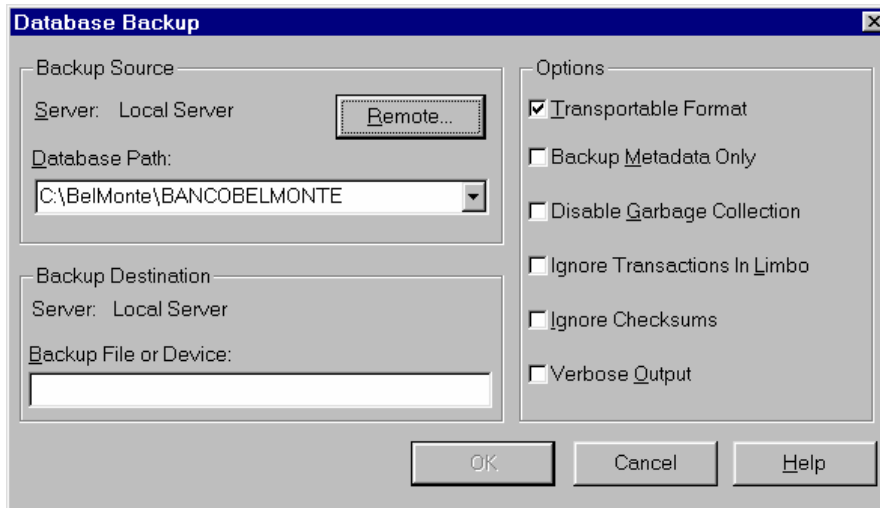 Database Backup
Backup Source
Server: Local Server
Remote...
Database Path:
C:\BelMonte\BANCOBELMONTE
Backup Destination
Server: Local Server
Backup File or Device:
Options
Transportable Format
Backup Metadata Only
Disable Garbage Collection
Ignore Transactions In Limbo
Ignore Checksums
Verbose Output
OK
Cancel
Help